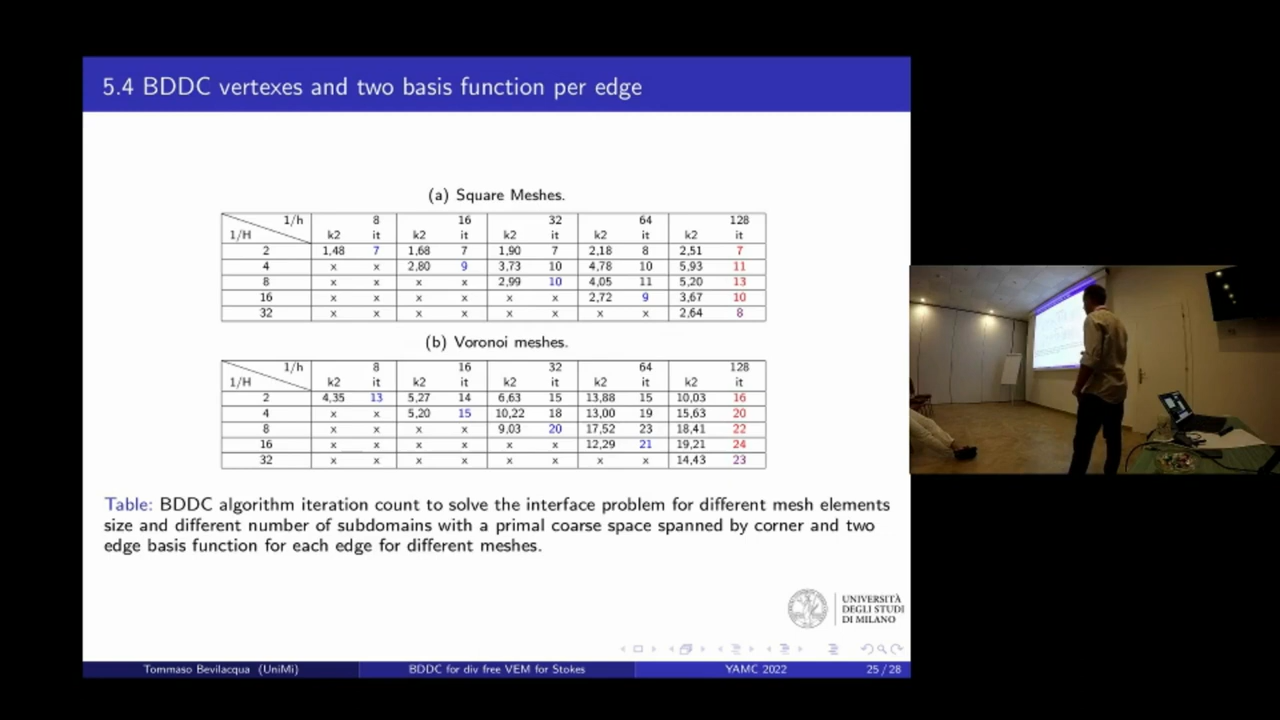 5.4 BDDC vertexes and two basis function per edge
(a) Square Meshes.
1/h 8 16 32 64 128
1/H k2 it k2 it k2 it k2 it k2 it
2 1,48 7 1,68 7 1,90 7 2,18 8 2,51 7
4 x x 2,80 9 3,73 10 4,78 10 5,93 11
8 x x x x 2,99 10 4,05 11 5,20 13
16 x x x x x x 2,72 9 3,67 10
32 x x x x x x x x 2,64 8
(b) Voronoi meshes.
1/h 8 16 32 64 128
1/H k2 it k2 it k2 it k2 it k2 it
2 4,35 13 5,27 14 6,63 15 13,88 15 10,03 16
4 x x 5,20 15 10,22 18 13,00 19 15,63 20
8 x x x x 9,03 20 17,52 23 18,41 22
16 x x x x x x 12,29 21 19,21 24
32 x x x x x x x x 14,43 23
Table: BDDC algorithm iteration count to solve the interface problem for different mesh elements
size and different number of subdomains with a primal coarse space spanned by corner and two
edge basis function for each edge for different meshes.
UNIVERSITÀ
DEGLI STUDI
DI MILANO
Tommaso Bevilacqua (UniMi) BDDC for div free VEM for Stokes YAMC 2022 25 / 28